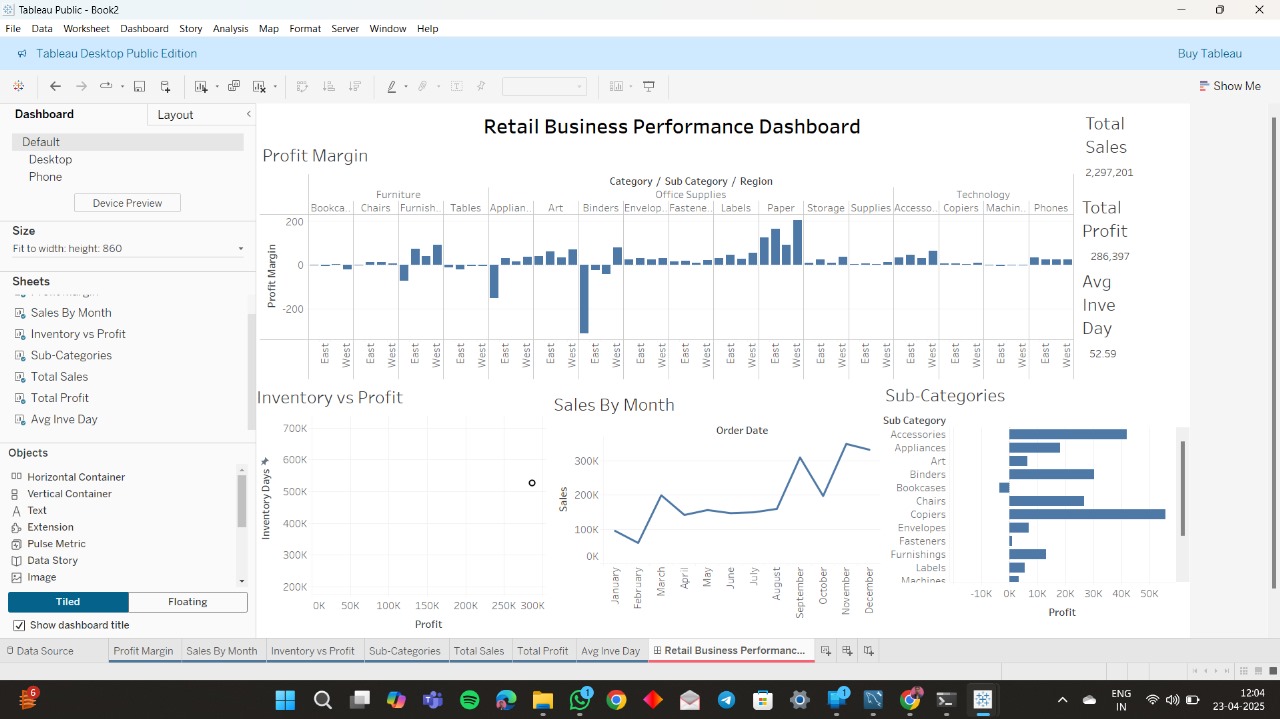 Tableau Public - Book2
File Data Worksheet Dashboard Story Analysis Map Format Server Window Help
Tableau Desktop Public Edition
Buy Tableau
Show Me
Dashboard
Layout
Default
Desktop
Phone
Device Preview
Size
Fit to width: height: 860
Sheets
Sales By Month
Inventory vs Profit
Sub-Categories
Total Sales
Total Profit
Avg Inve Day
Objects
Horizontal Container
Vertical Container
Text
Extension
Pulse Metric
Data Story
Image
Tiled
Floating
Show dashboard title
Retail Business Performance Dashboard
Profit Margin
Category / Sub Category / Region
Furniture Office Supplies Technology
Bookca.. Chairs Furnish.. Tables Applian.. Art Binders Envelop.. Fastene.. Labels Paper Storage Supplies Accesso.. Copiers Machin.. Phones
Profit Margin
200
0
-200
East West East West East West East West East West East West East West East West East West East West East West East West East West East West East West East West East West
Total
Sales
2,297,201
Total
Profit
286,397
Avg
Inve
Day
52.59
Inventory vs Profit
Inventory Days
700K
600K
500K
400K
300K
200K
0K 50K 100K 150K 200K 250K 300K
Profit
Sales By Month
Order Date
Sales
300K
200K
100K
0K
January February March April May June July August September October November December
Sub-Categories
Sub Category
Accessories
Appliances
Art
Binders
Bookcases
Chairs
Copiers
Envelopes
Fasteners
Furnishings
Labels
Machines
-10K 0K 10K 20K 30K 40K 50K
Profit
Data Source Profit Margin Sales By Month Inventory vs Profit Sub-Categories Total Sales Total Profit Avg Inve Day Retail Business Performanc...
6
1
1
ENG
IN
12:04
23-04-2025